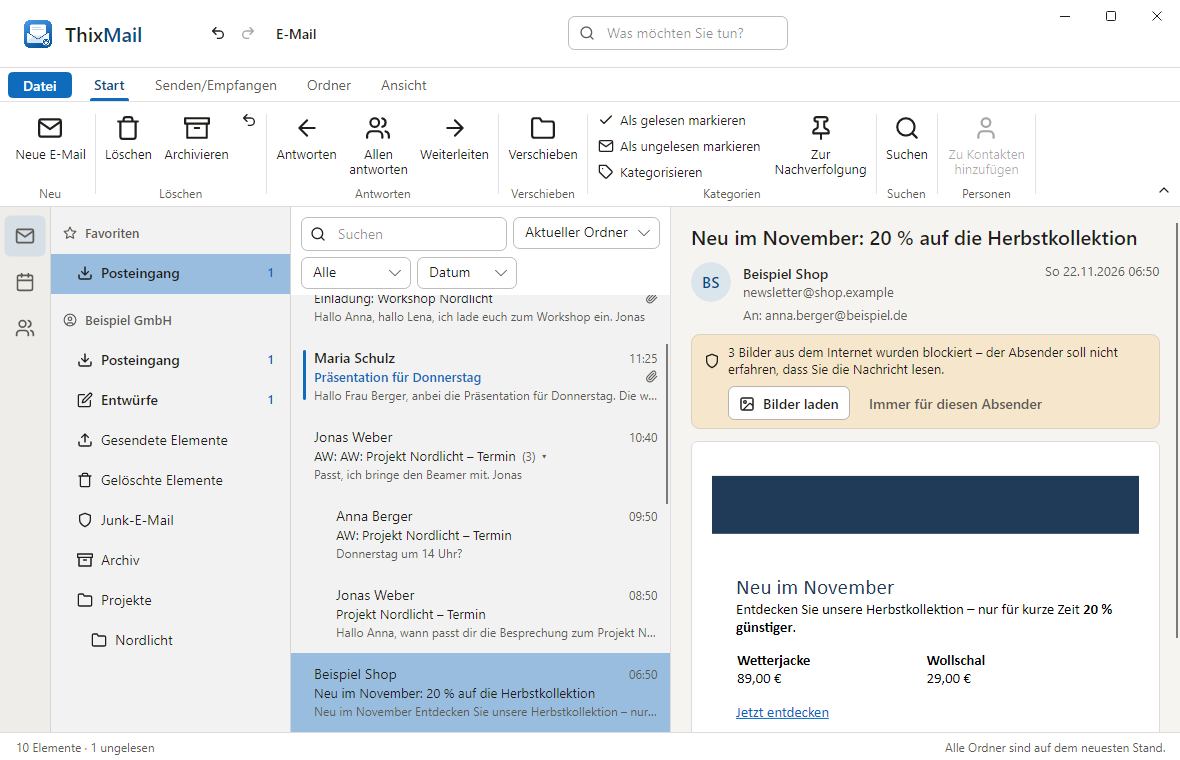 ThixMail
E-Mail
Was möchten Sie tun?
Datei
Start
Senden/Empfangen
Ordner
Ansicht
Neue E-Mail
Neu
Löschen
Archivieren
Löschen
Antworten
Allen antworten
Weiterleiten
Antworten
Verschieben
Verschieben
Als gelesen markieren
Als ungelesen markieren
Kategorisieren
Zur Nachverfolgung
Kategorien
Suchen
Suchen
Zu Kontakten hinzufügen
Personen
Favoriten
Posteingang 1
Beispiel GmbH
Posteingang 1
Entwürfe 1
Gesendete Elemente
Gelöschte Elemente
Junk-E-Mail
Archiv
Projekte
Nordlicht
Suchen
Aktueller Ordner
Alle
Datum
Einladung: Workshop Nordlicht
Hallo Anna, hallo Lena, ich lade euch zum Workshop ein. Jonas
Maria Schulz 11:25
Präsentation für Donnerstag
Hallo Frau Berger, anbei die Präsentation für Donnerstag. Die w...
Jonas Weber 10:40
AW: AW: Projekt Nordlicht – Termin (3)
Passt, ich bringe den Beamer mit. Jonas
Anna Berger 09:50
AW: Projekt Nordlicht – Termin
Donnerstag um 14 Uhr?
Jonas Weber 08:50
Projekt Nordlicht – Termin
Hallo Anna, wann passt dir die Besprechung zum Projekt N...
Beispiel Shop 06:50
Neu im November: 20 % auf die Herbstkollektion
Neu im November Entdecken Sie unsere Herbstkollektion – nur...
Neu im November: 20 % auf die Herbstkollektion
BS
Beispiel Shop
So 22.11.2026 06:50
newsletter@shop.example
An: anna.berger@beispiel.de
3 Bilder aus dem Internet wurden blockiert – der Absender soll nicht
erfahren, dass Sie die Nachricht lesen.
Bilder laden
Immer für diesen Absender
Neu im November
Entdecken Sie unsere Herbstkollektion – nur für kurze Zeit 20 %
günstiger.
Wetterjacke Wollschal
89,00 € 29,00 €
Jetzt entdecken
10 Elemente · 1 ungelesen
Alle Ordner sind auf dem neuesten Stand.